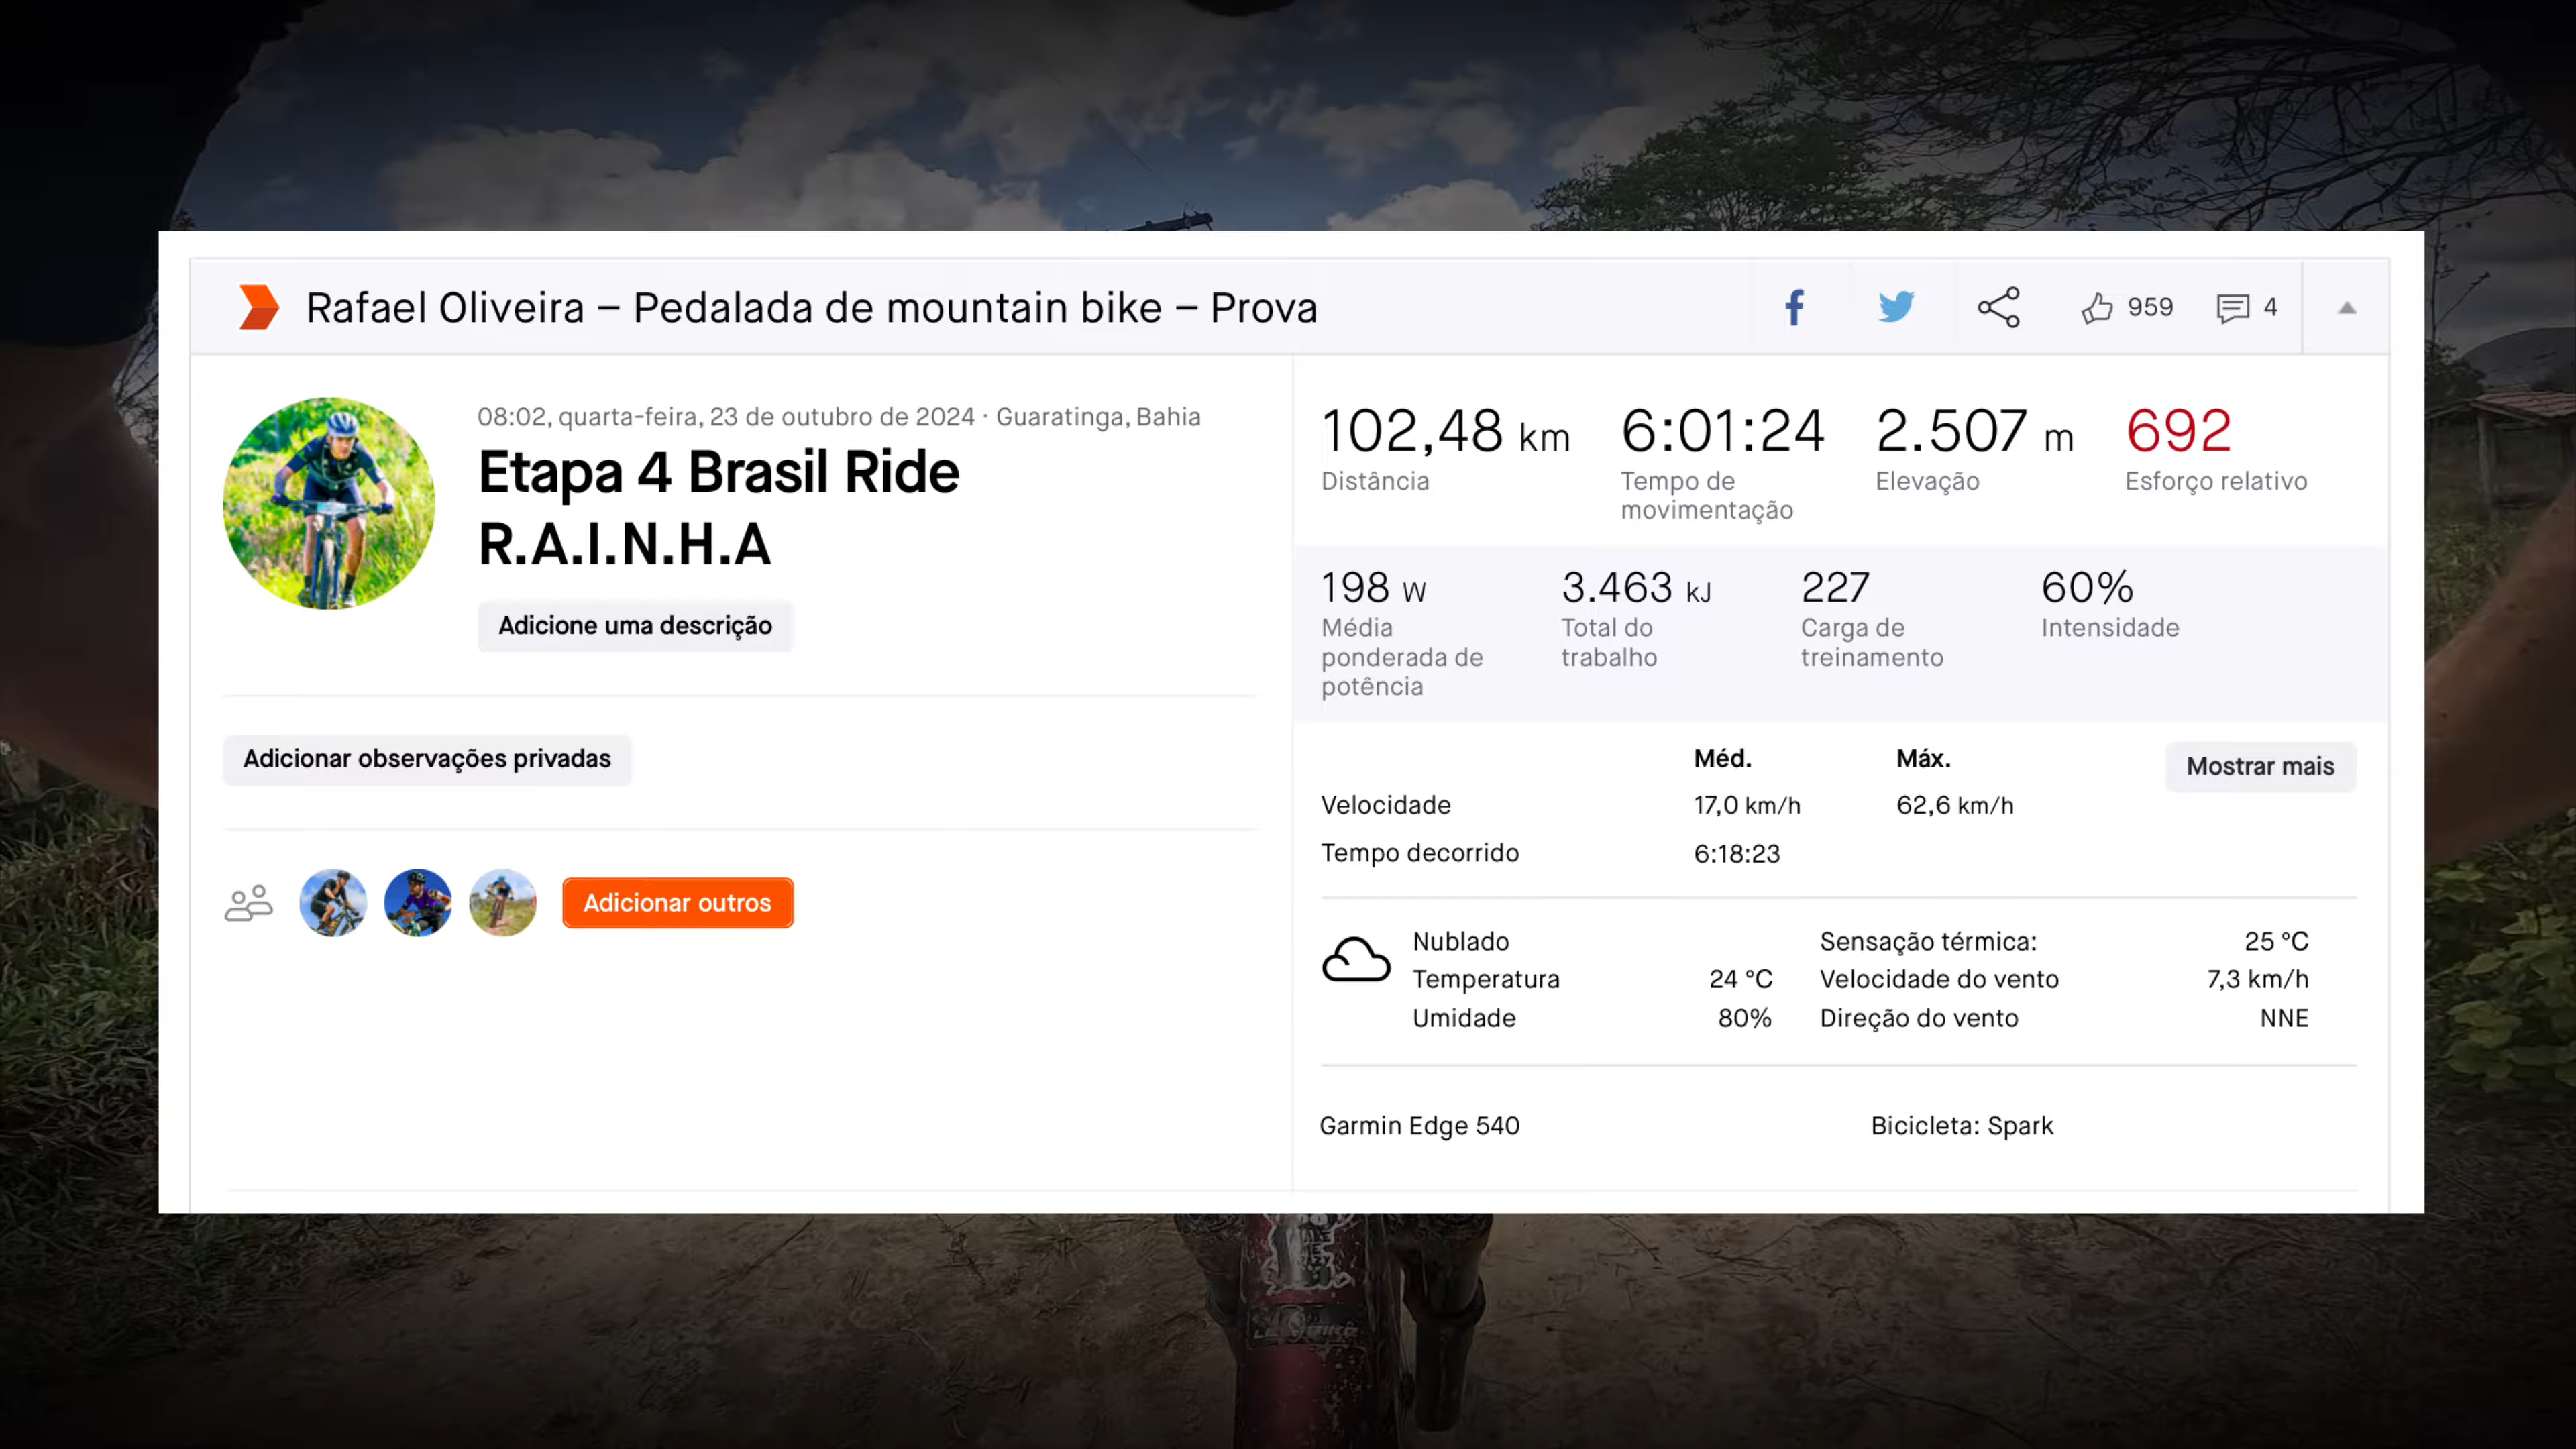 Rafael Oliveira – Pedalada de mountain bike – Prova
959
4
08:02, quarta-feira, 23 de outubro de 2024 · Guaratinga, Bahia
Etapa 4 Brasil Ride
R.A.I.N.H.A
Adicione uma descrição
Adicionar observações privadas
Adicionar outros
102,48 km
Distância
6:01:24
Tempo de
movimentação
2.507 m
Elevação
692
Esforço relativo
198 W
Média
ponderada de
potência
3.463 kJ
Total do
trabalho
227
Carga de
treinamento
60%
Intensidade
Méd. Máx.
Mostrar mais
Velocidade 17,0 km/h 62,6 km/h
Tempo decorrido 6:18:23
Nublado Sensação térmica: 25 °C
Temperatura 24 °C Velocidade do vento 7,3 km/h
Umidade 80% Direção do vento NNE
Garmin Edge 540 Bicicleta: Spark